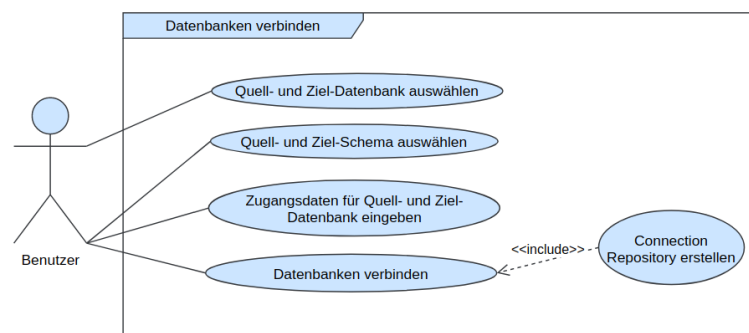 Datenbanken verbinden
Quell- und Ziel-Datenbank auswählen
Quell- und Ziel-Schema auswählen
Zugangsdaten für Quell- und Ziel-
Datenbank eingeben
<<include>>
Connection
Repository erstellen
Benutzer
Datenbanken verbinden